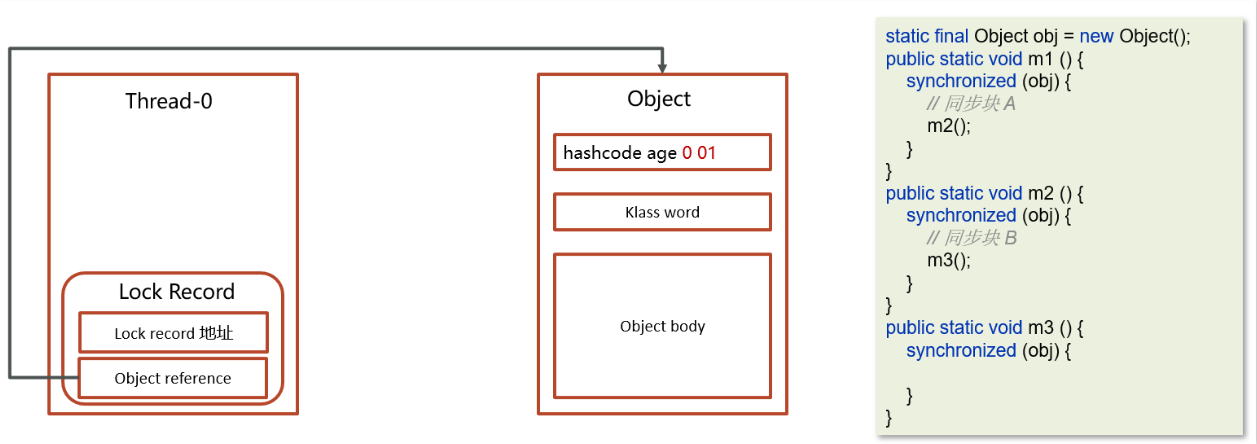 Thread-0
Lock Record
Lock record 地址
Object reference
Object
hashcode age 0 01
Klass word
Object body
static final Object obj = new Object();
public static void m1 () {
synchronized (obj) {
// 同步块 A
m2();
}
}
public static void m2 () {
synchronized (obj) {
// 同步块 B
m3();
}
}
public static void m3 () {
synchronized (obj) {
}
}